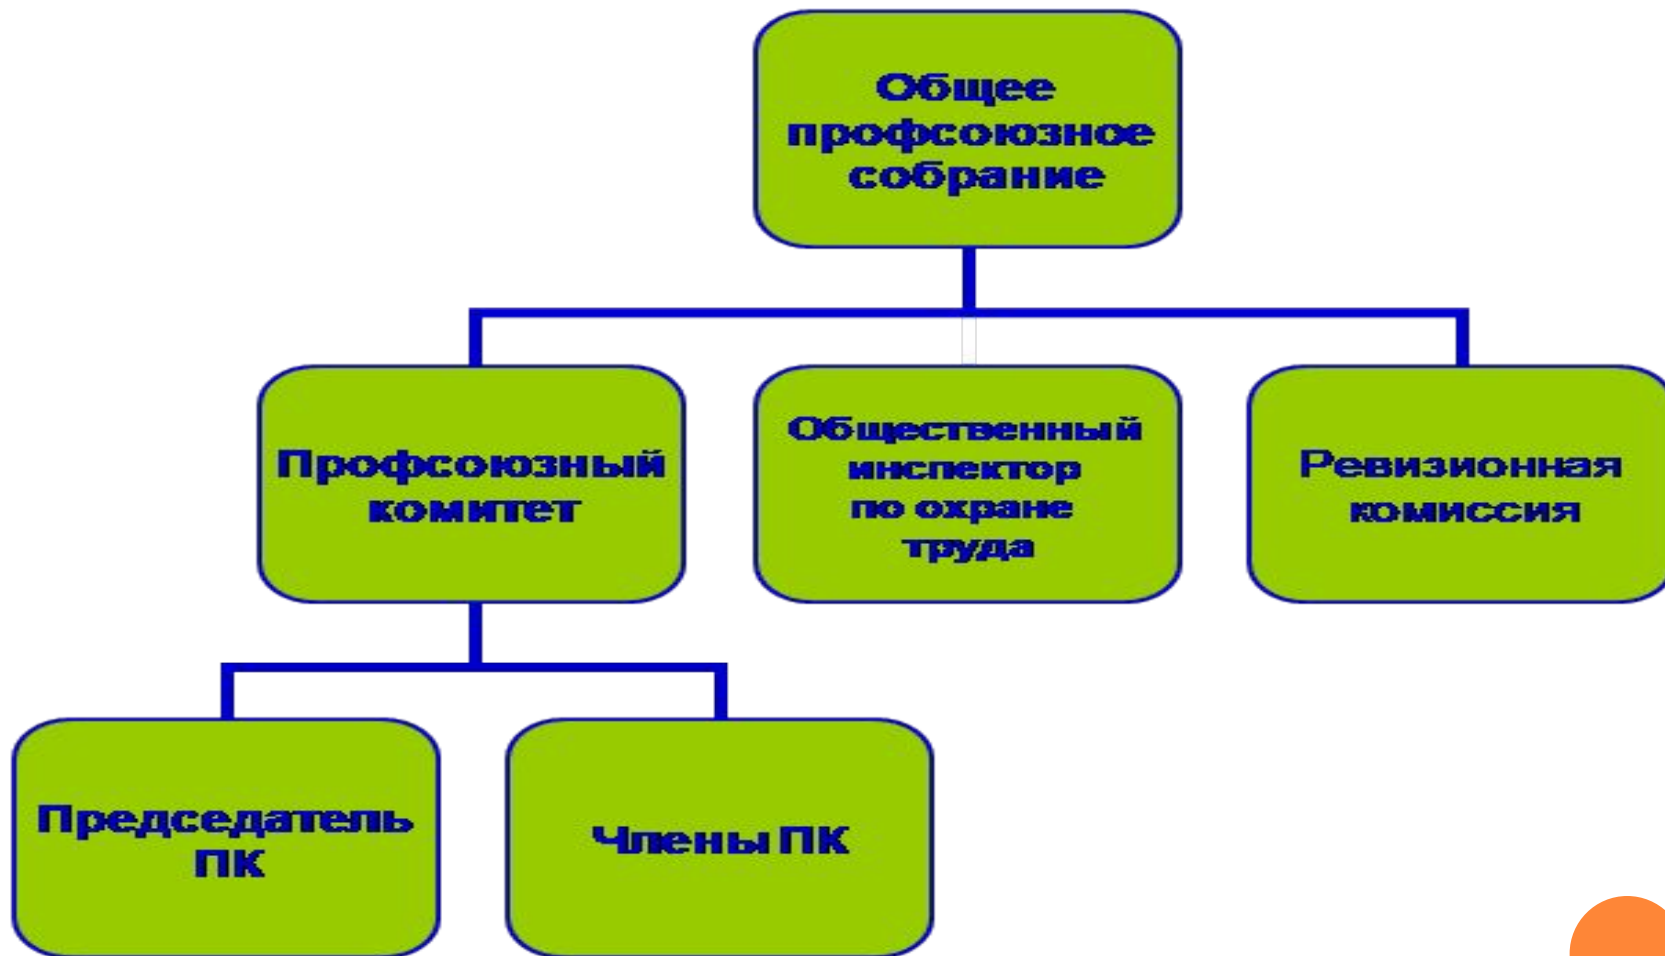 Общее
профсоюзное
собрание
Профсоюзный
комитет
Общественный
инспектор
по охране
труда
Ревизионная
комиссия
Председатель
ПК
Члены ПК